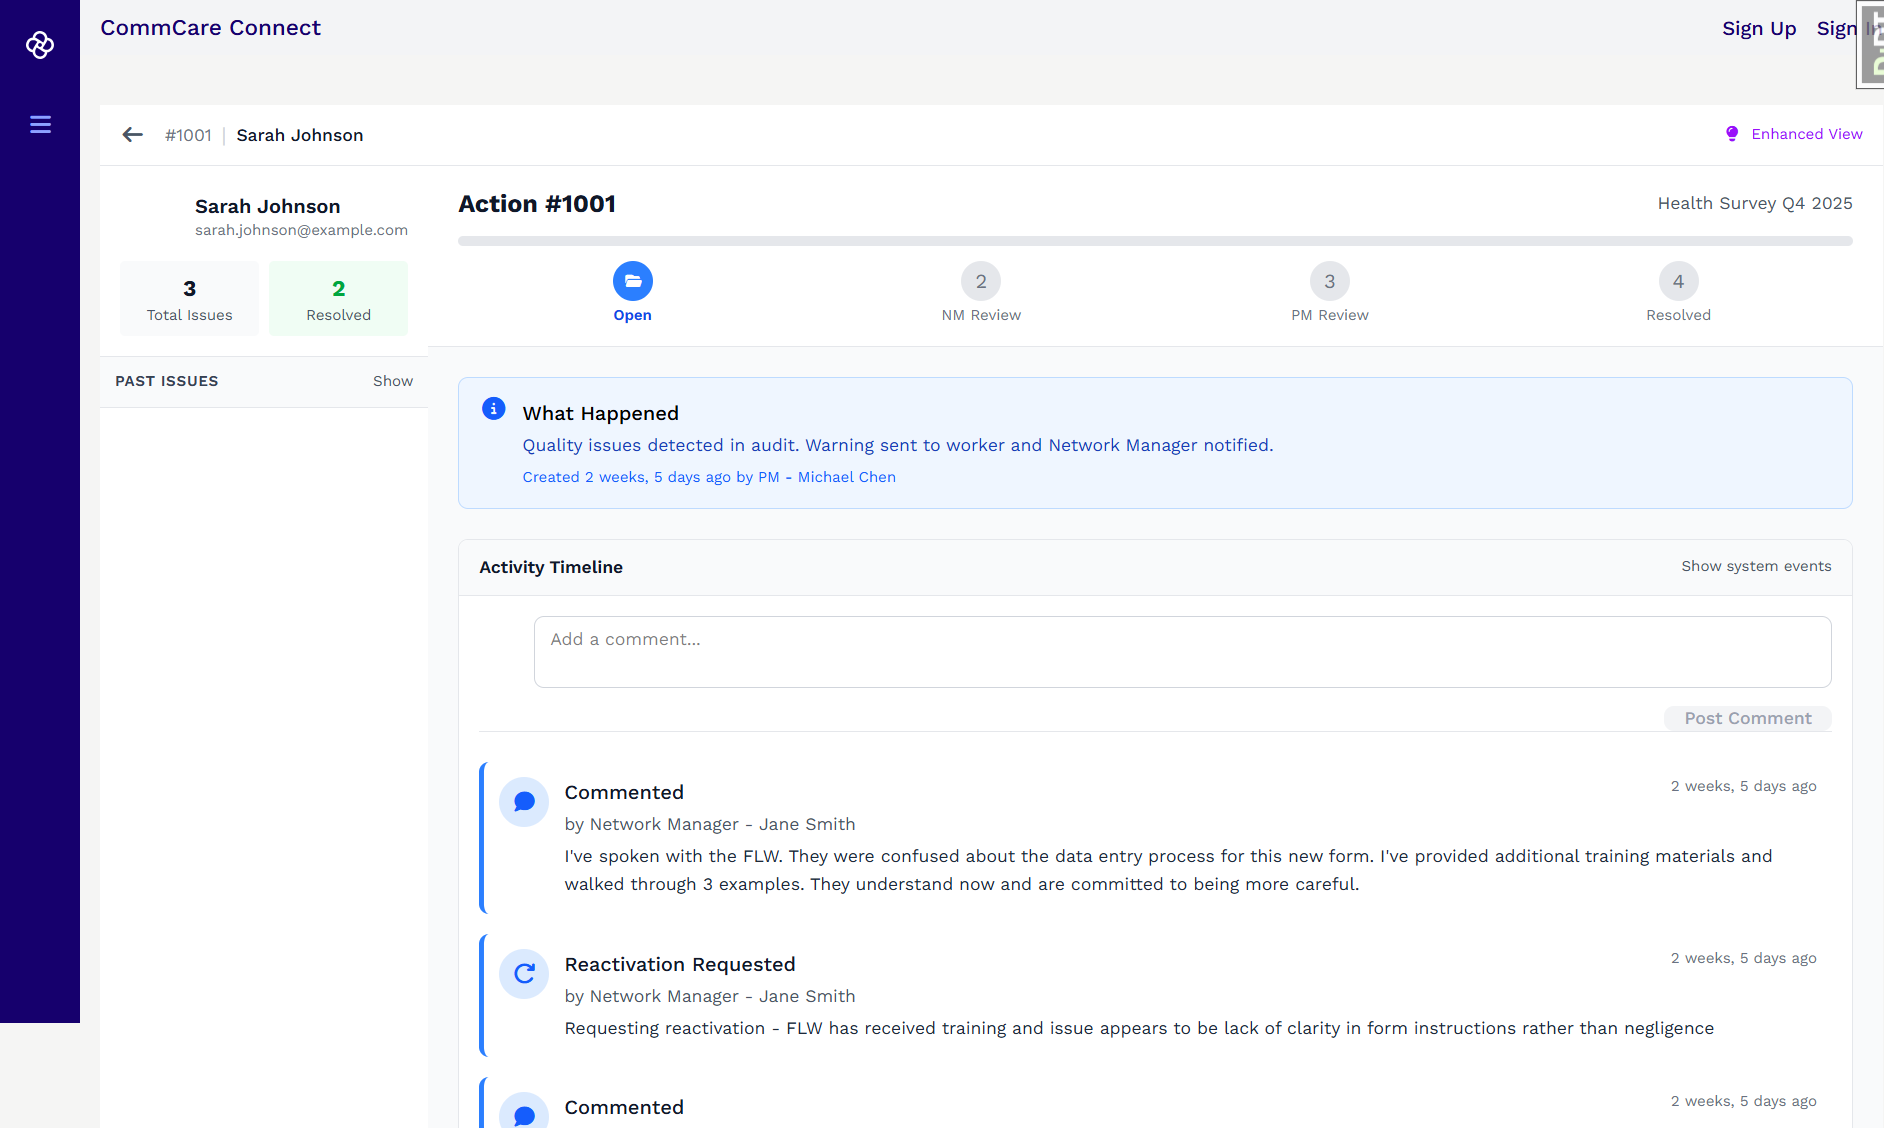 CommCare Connect
Sign Up
Sign In
#1001
Sarah Johnson
Enhanced View
Sarah Johnson
sarah.johnson@example.com
3
Total Issues
2
Resolved
PAST ISSUES
Show
Action #1001
Health Survey Q4 2025
Open
2
NM Review
3
PM Review
4
Resolved
What Happened
Quality issues detected in audit. Warning sent to worker and Network Manager notified.
Created 2 weeks, 5 days ago by PM - Michael Chen
Activity Timeline
Show system events
Add a comment...
Post Comment
Commented
2 weeks, 5 days ago
by Network Manager - Jane Smith
I've spoken with the FLW. They were confused about the data entry process for this new form. I've provided additional training materials and
walked through 3 examples. They understand now and are committed to being more careful.
Reactivation Requested
2 weeks, 5 days ago
by Network Manager - Jane Smith
Requesting reactivation - FLW has received training and issue appears to be lack of clarity in form instructions rather than negligence
Commented
2 weeks, 5 days ago